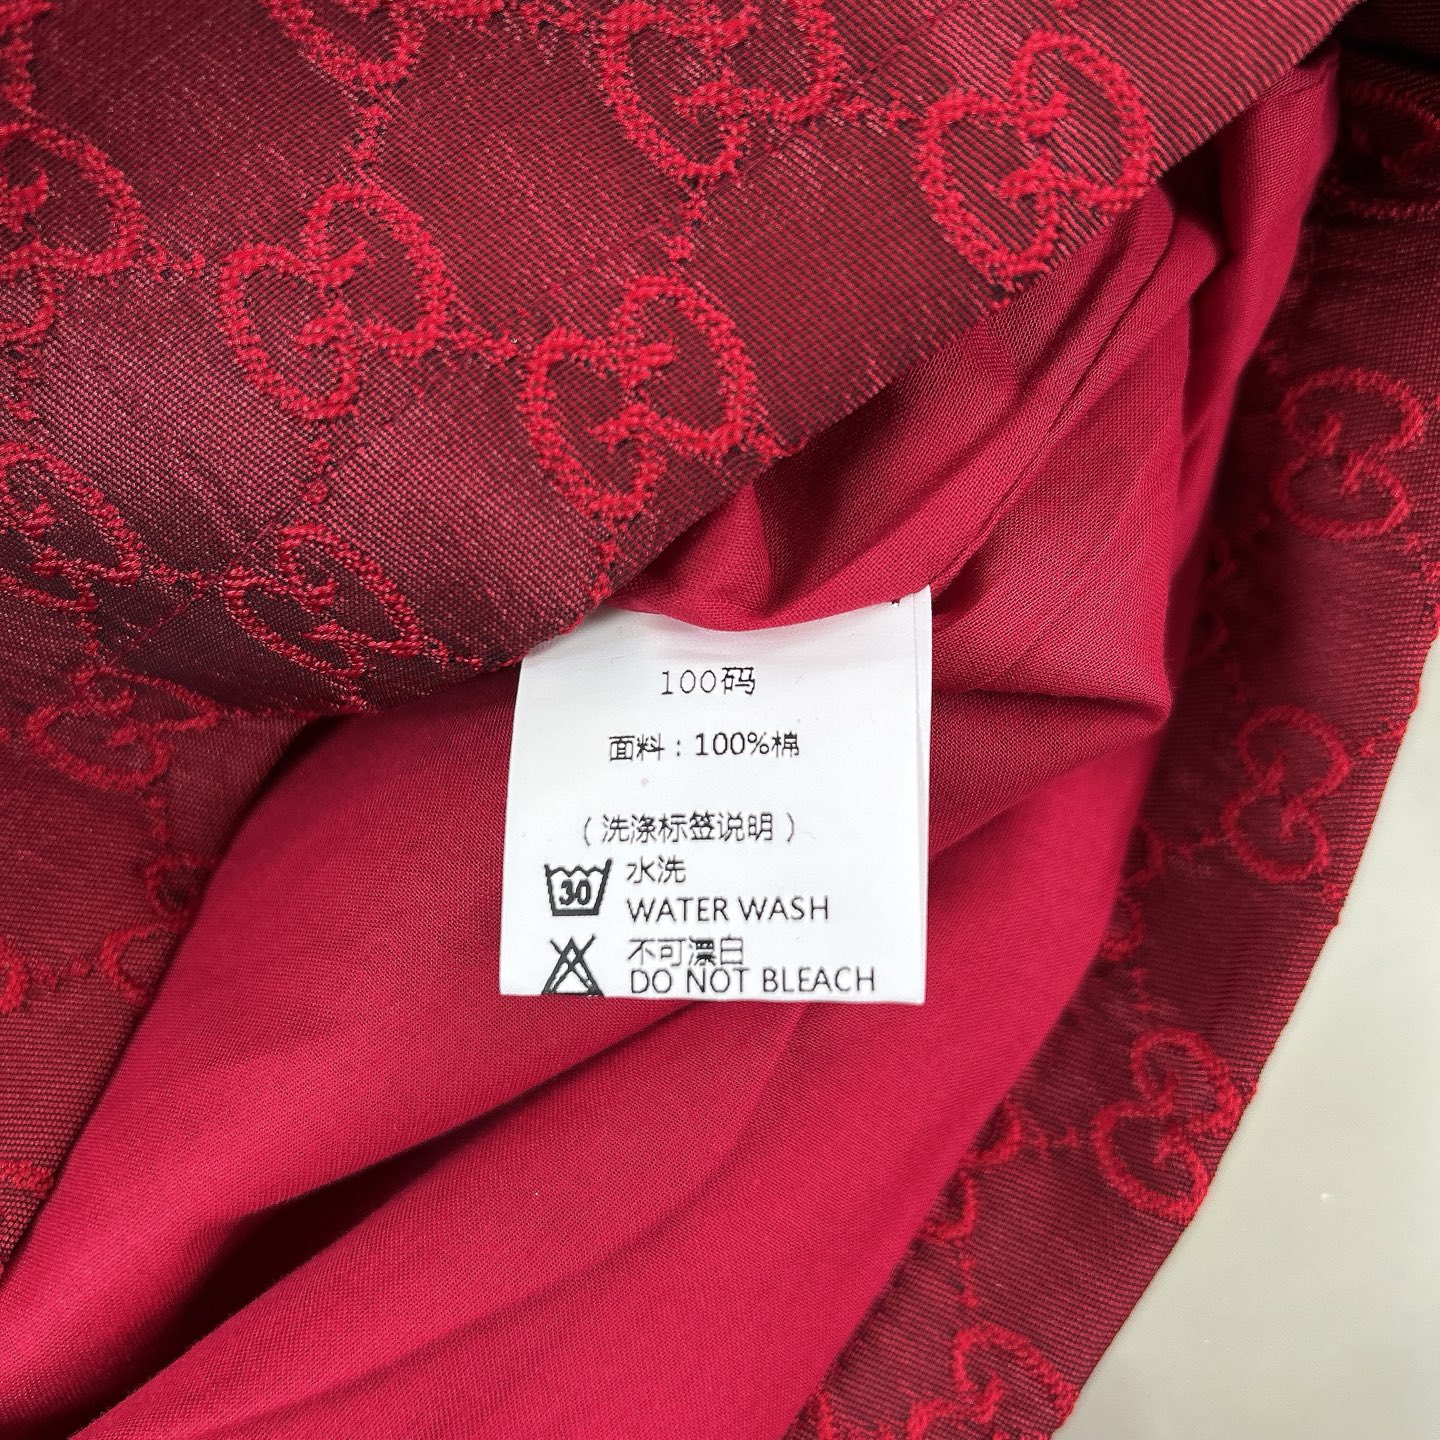 100码
面料：100%棉
（洗涤标签说明）
30 水洗
WATER WASH
不可漂白
DO NOT BLEACH